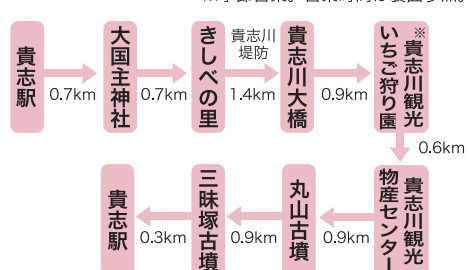 貴志駅
0.7km
大国主神社
0.7km
きしべの里
貴志川
堤防
1.4km
貴志川大橋
0.9km
※貴志川観光
いちご狩り園
0.6km
貴志川観光
物産センター
0.9km
丸山古墳
0.9km
三昧塚古墳
0.3km
貴志駅